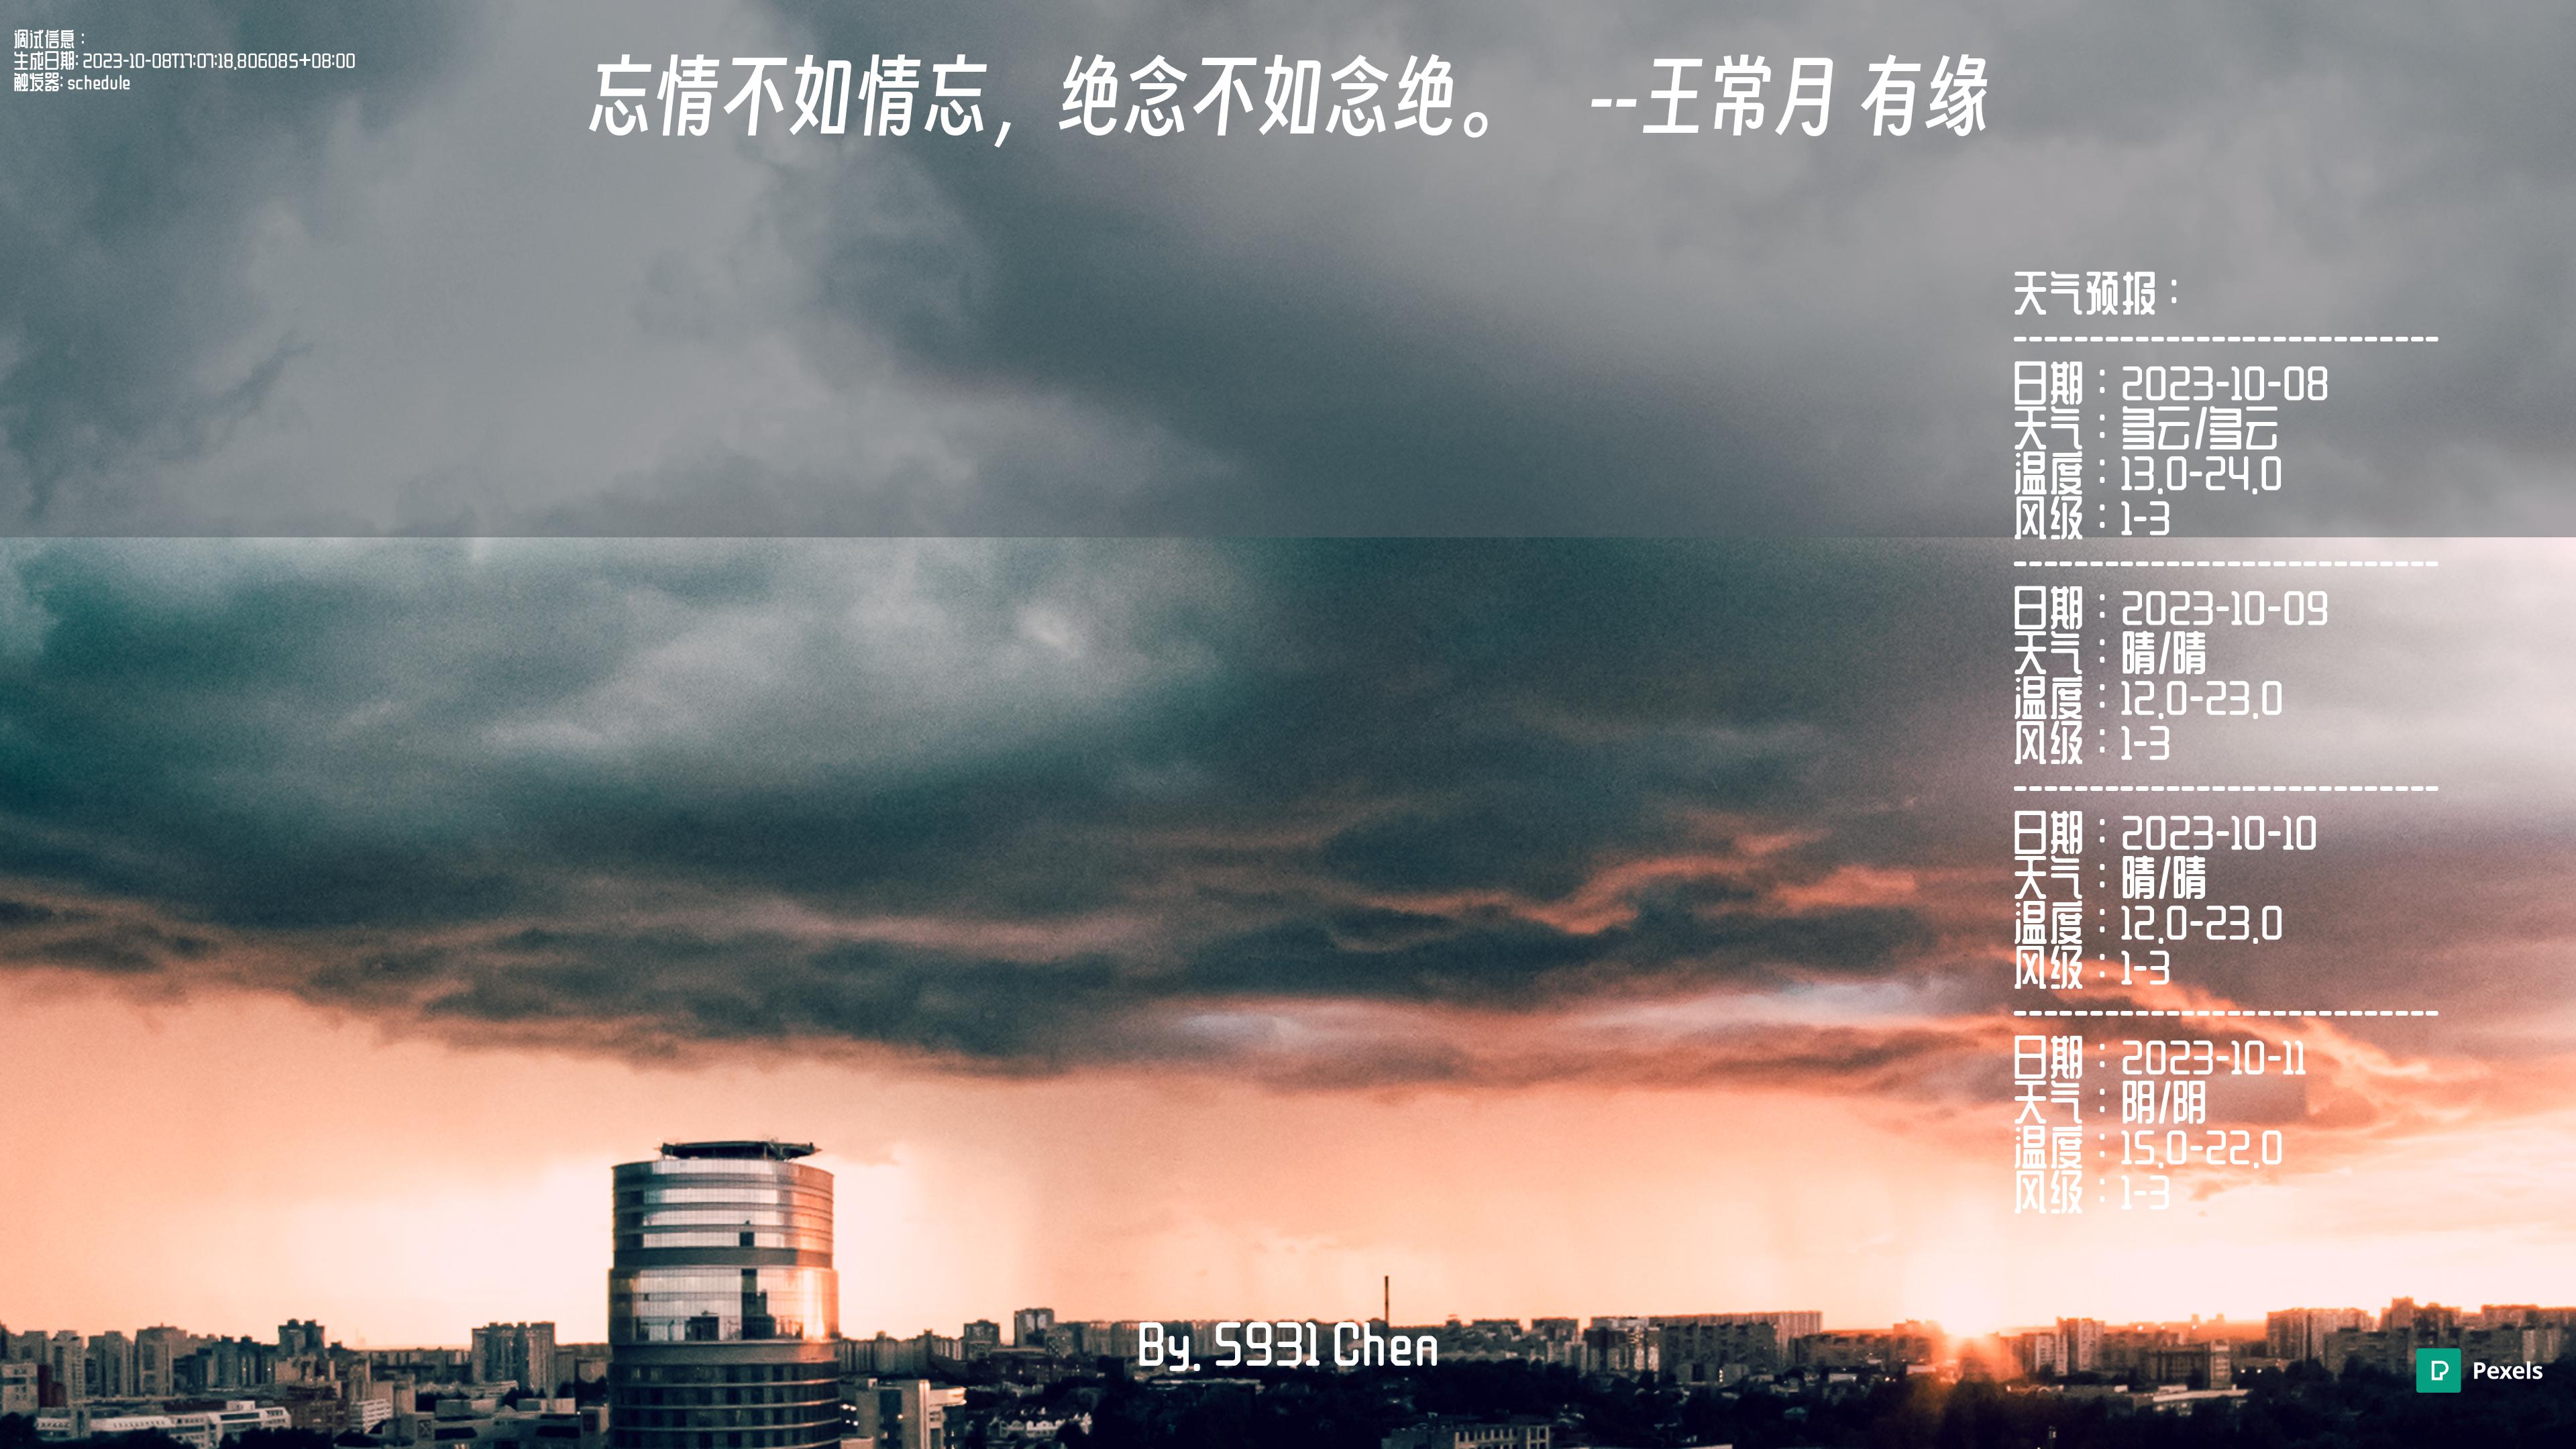 调试信息：
生成日期: 2023-10-08T17:07:18.806085+08:00
触发器: schedule
忘情不如情忘，绝念不如念绝。 --王常月 有缘
天气预报：
----------------------------
日期：2023-10-08
天气：多云/多云
温度：13.0-24.0
风级：1-3
----------------------------
日期：2023-10-09
天气：晴/晴
温度：12.0-23.0
风级：1-3
----------------------------
日期：2023-10-10
天气：晴/晴
温度：12.0-23.0
风级：1-3
----------------------------
日期：2023-10-11
天气：阴/阴
温度：15.0-22.0
风级：1-3
By. S931 Chen
Pexels